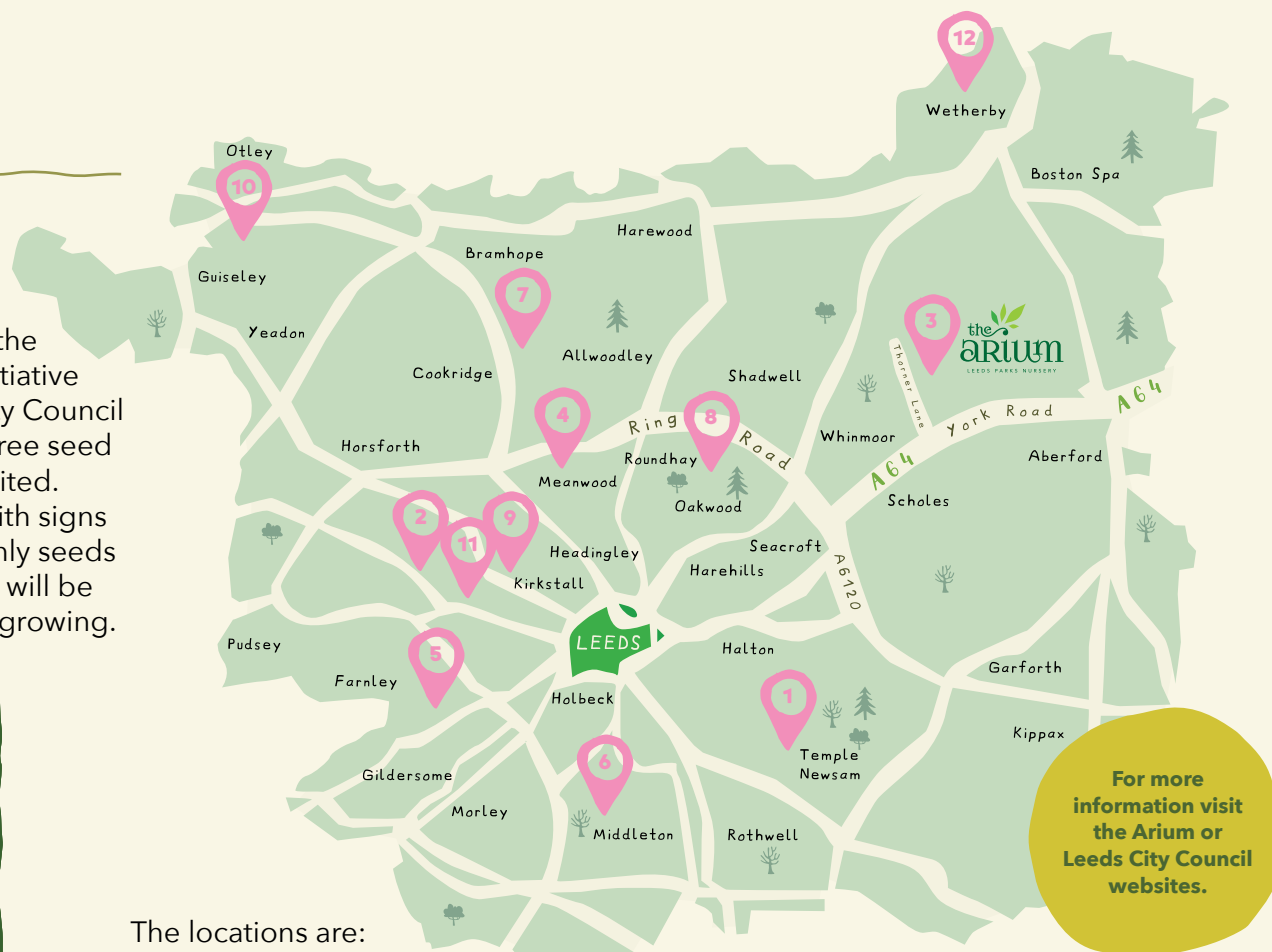 12
Wetherby
Otley
10
Boston Spa
Harewood
Bramhope
Guiseley
7
3
the
arium
LEEDS PARKS NURSERY
Yeadon
the
tiative
y Council
ree seed
ited.
ith signs
nly seeds
will be
growing.
Allwoodley
Cookridge
Shadwell
Thorner Lane
4
Ring Road
8
York Road
A64
A64
Horsforth
Whinmoor
Roundhay
Aberford
Meanwood
Oakwood
Scholes
2
9
11
Headingley
Seacroft
Harehills
A6120
Kirkstall
LEEDS
Pudsey
Halton
5
Farnley
Garforth
Holbeck
1
Kippax
Temple
Newsam
6
Gildersome
Morley
Middleton
Rothwell
For more
information visit
the Arium or
Leeds City Council
websites.
The locations are: